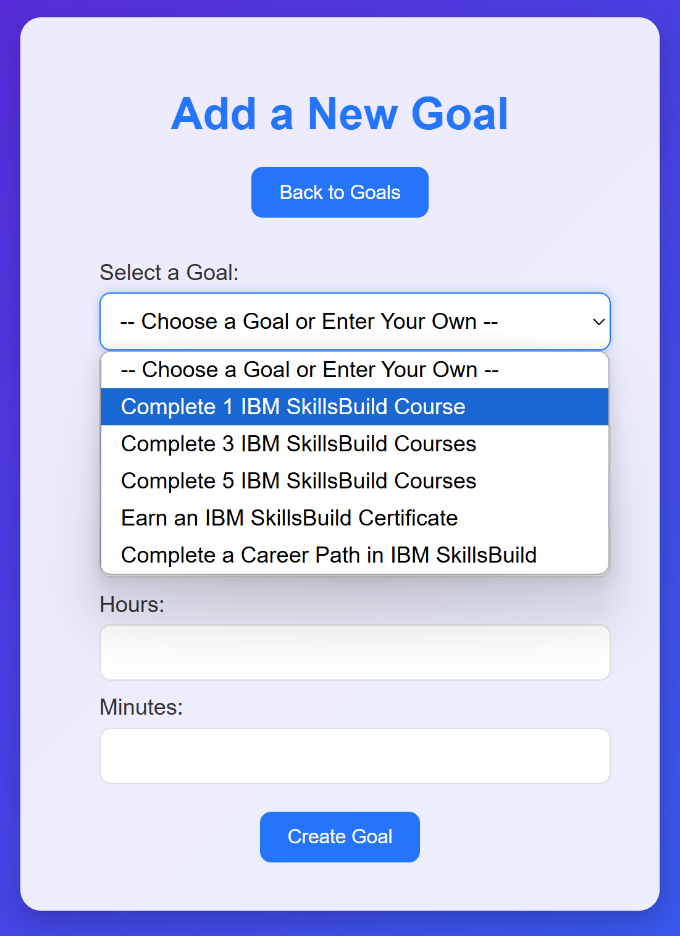 Add a New Goal
Back to Goals
Select a Goal:
-- Choose a Goal or Enter Your Own --
-- Choose a Goal or Enter Your Own --
Complete 1 IBM SkillsBuild Course
Complete 3 IBM SkillsBuild Courses
Complete 5 IBM SkillsBuild Courses
Earn an IBM SkillsBuild Certificate
Complete a Career Path in IBM SkillsBuild
Hours:
Minutes:
Create Goal